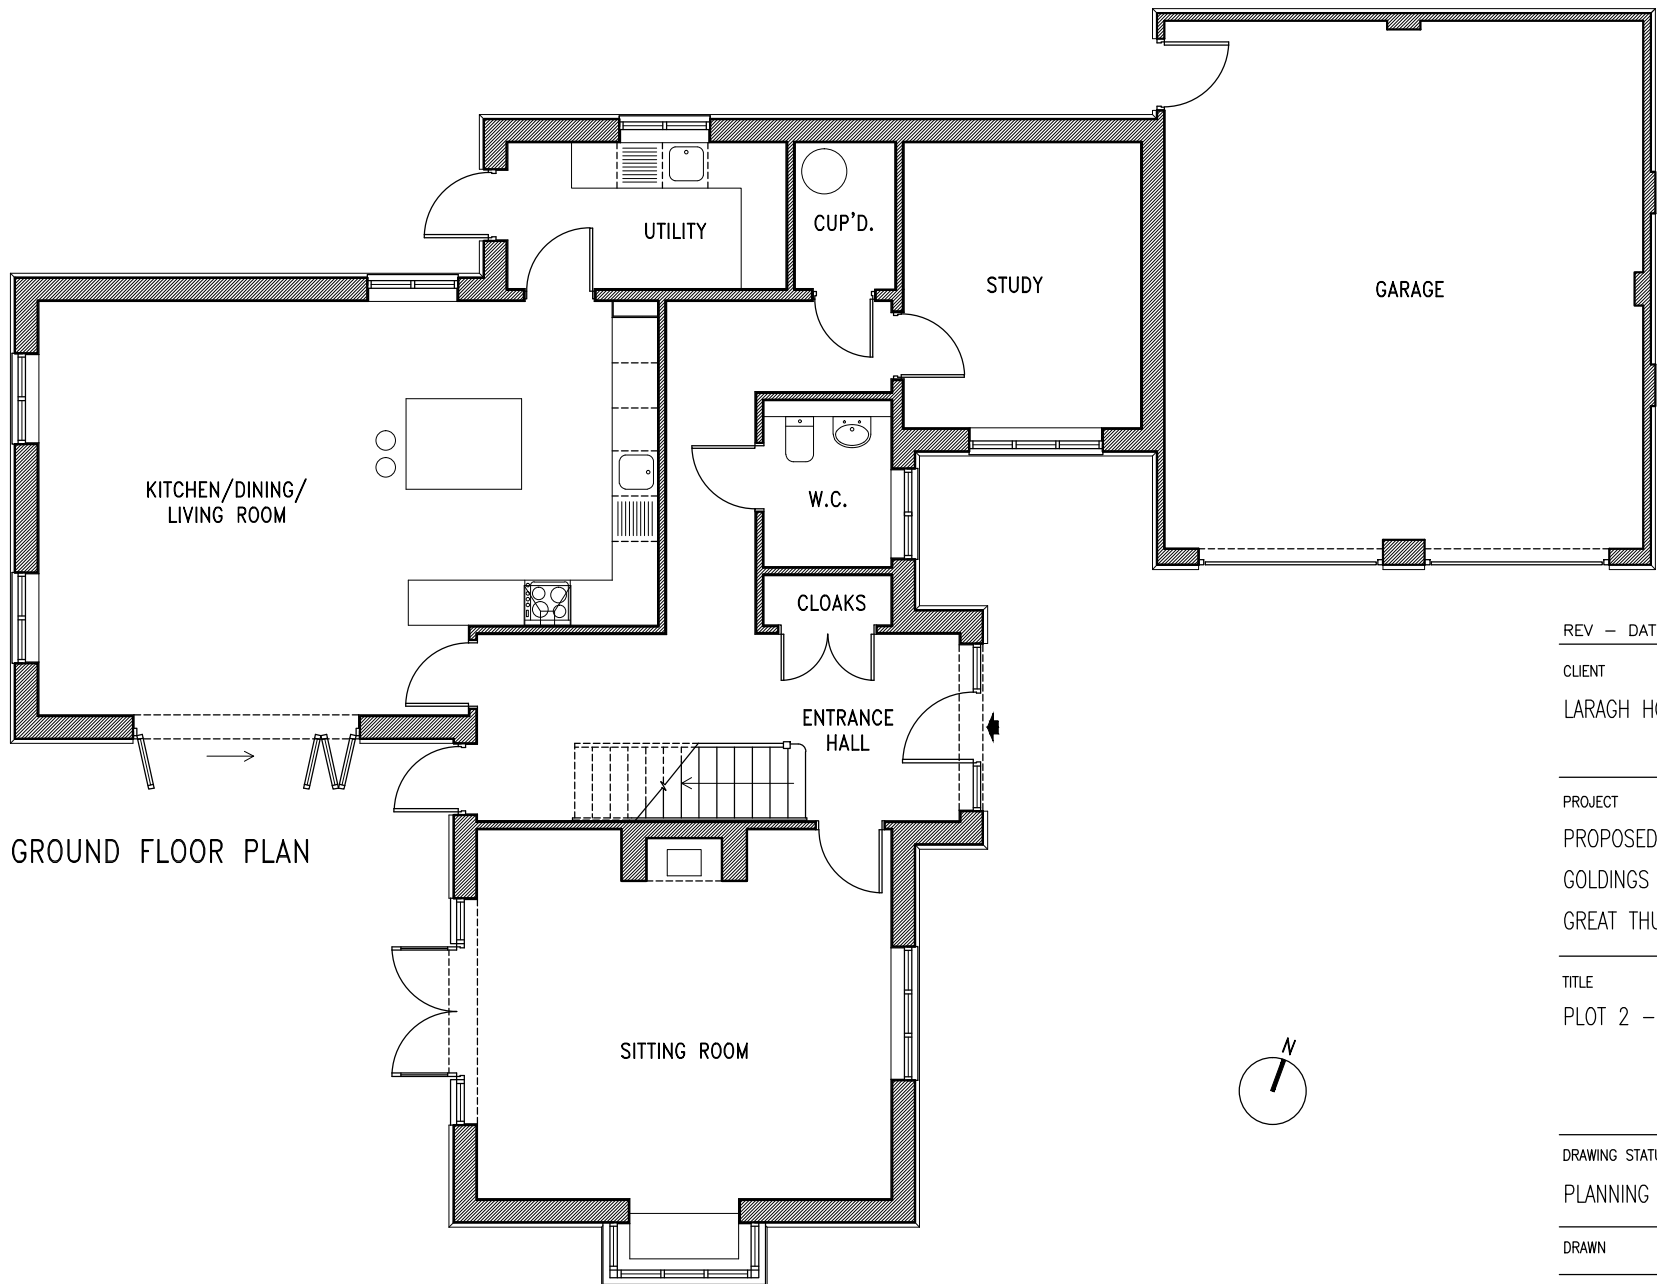 UTILITY
CUP'D.
STUDY
GARAGE
KITCHEN/DINING/
LIVING ROOM
W.C.
CLOAKS
ENTRANCE
HALL
GROUND FLOOR PLAN
SITTING ROOM
N
REV – DAT
CLIENT
LARAGH HO
PROJECT
PROPOSED
GOLDINGS
GREAT THU
TITLE
PLOT 2 –
DRAWING STATU
PLANNING
DRAWN